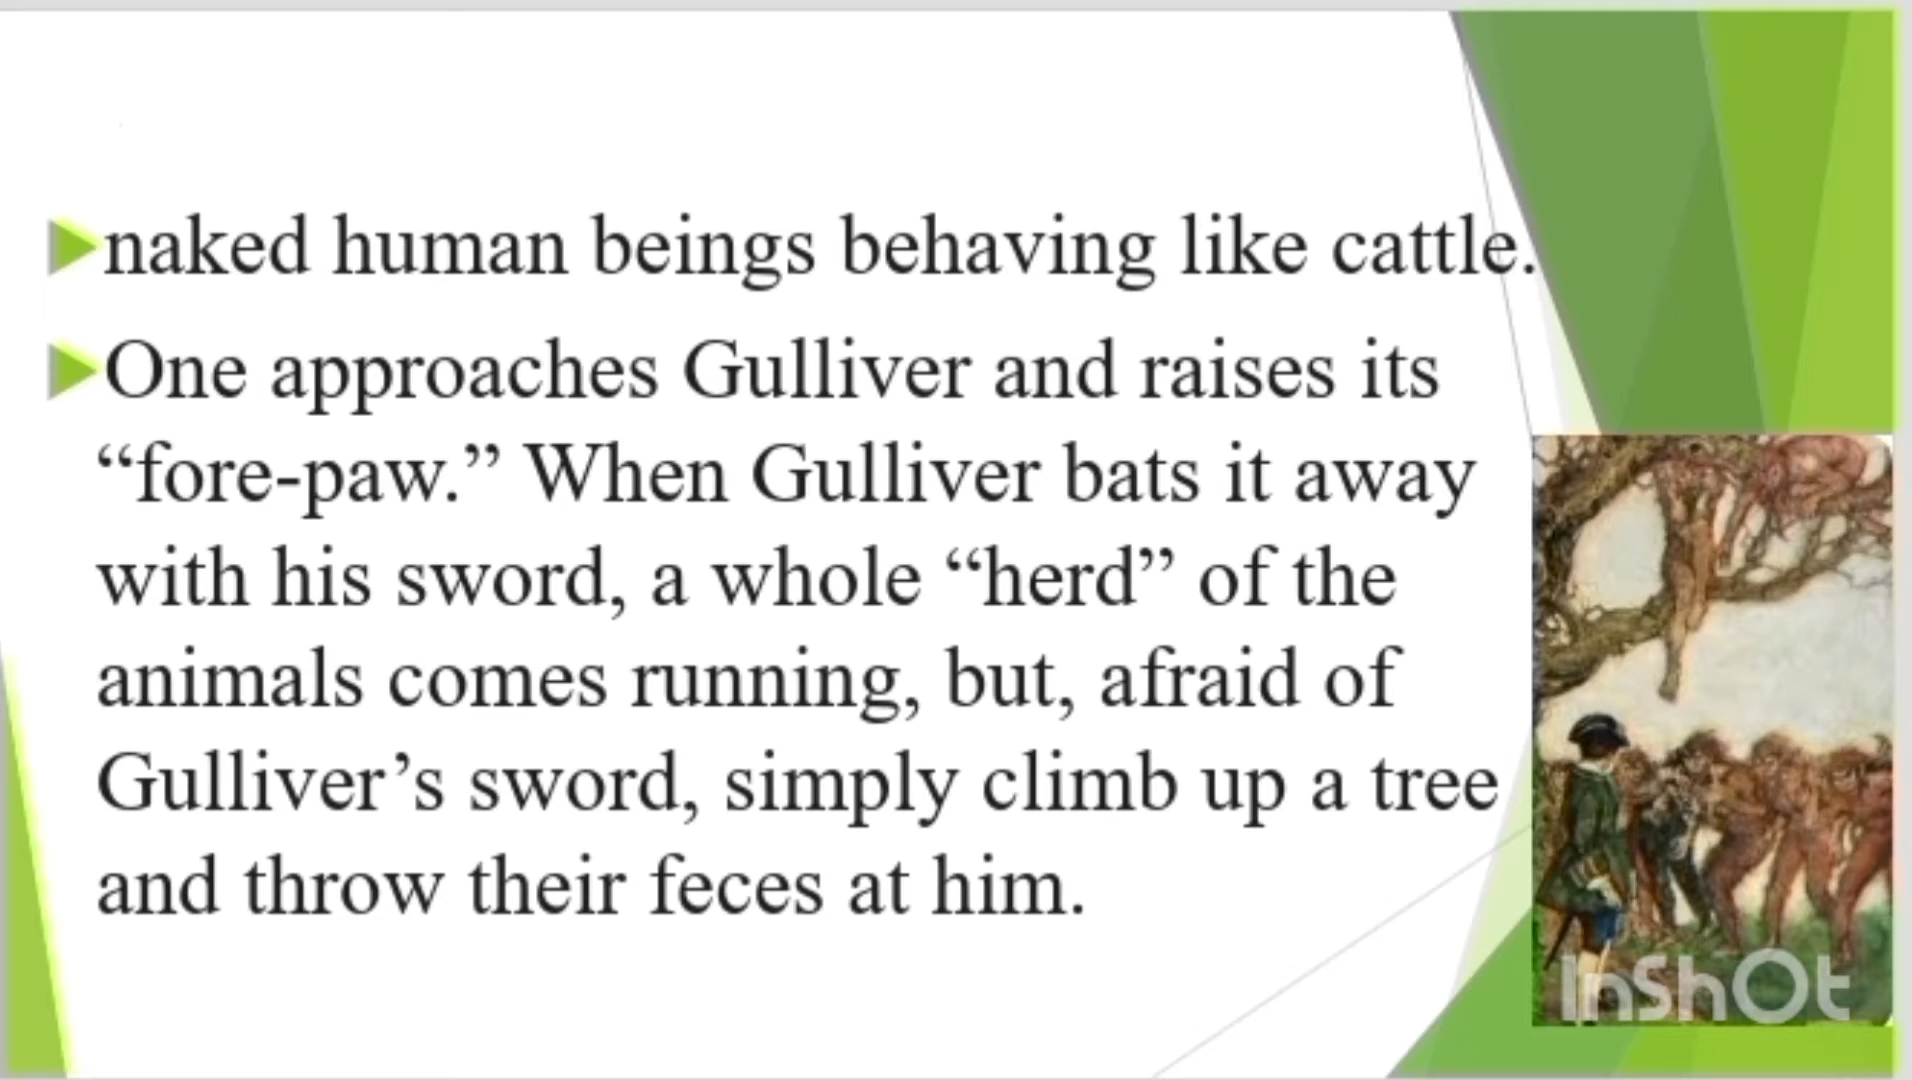 naked human beings behaving like cattle.
One approaches Gulliver and raises its
“fore-paw.” When Gulliver bats it away
with his sword, a whole “herd” of the
animals comes running, but, afraid of
Gulliver’s sword, simply climb up a tree
and throw their feces at him.
InShOt